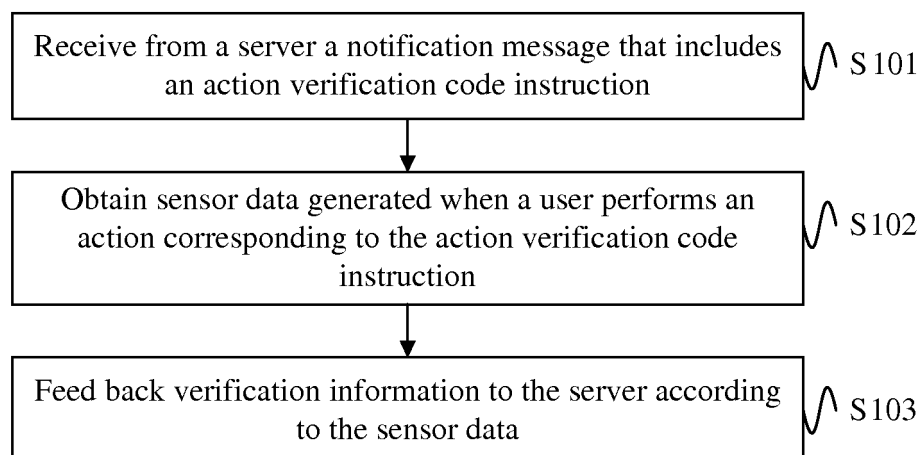 Receive from a server a notification message that includes
an action verification code instruction
S101
Obtain sensor data generated when a user performs an
action corresponding to the action verification code
instruction
S102
Feed back verification information to the server according
to the sensor data
S103